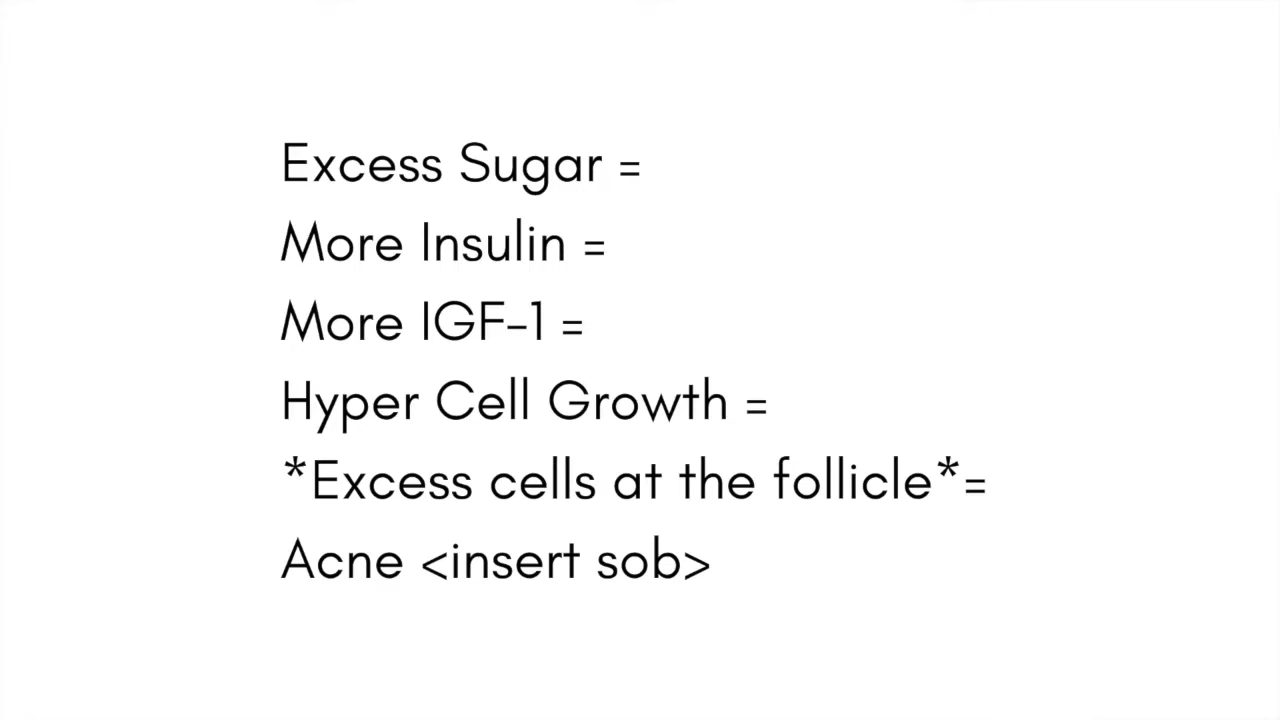 Excess Sugar =
More Insulin =
More IGF-1 =
Hyper Cell Growth =
*Excess cells at the follicle*=
Acne <insert sob>